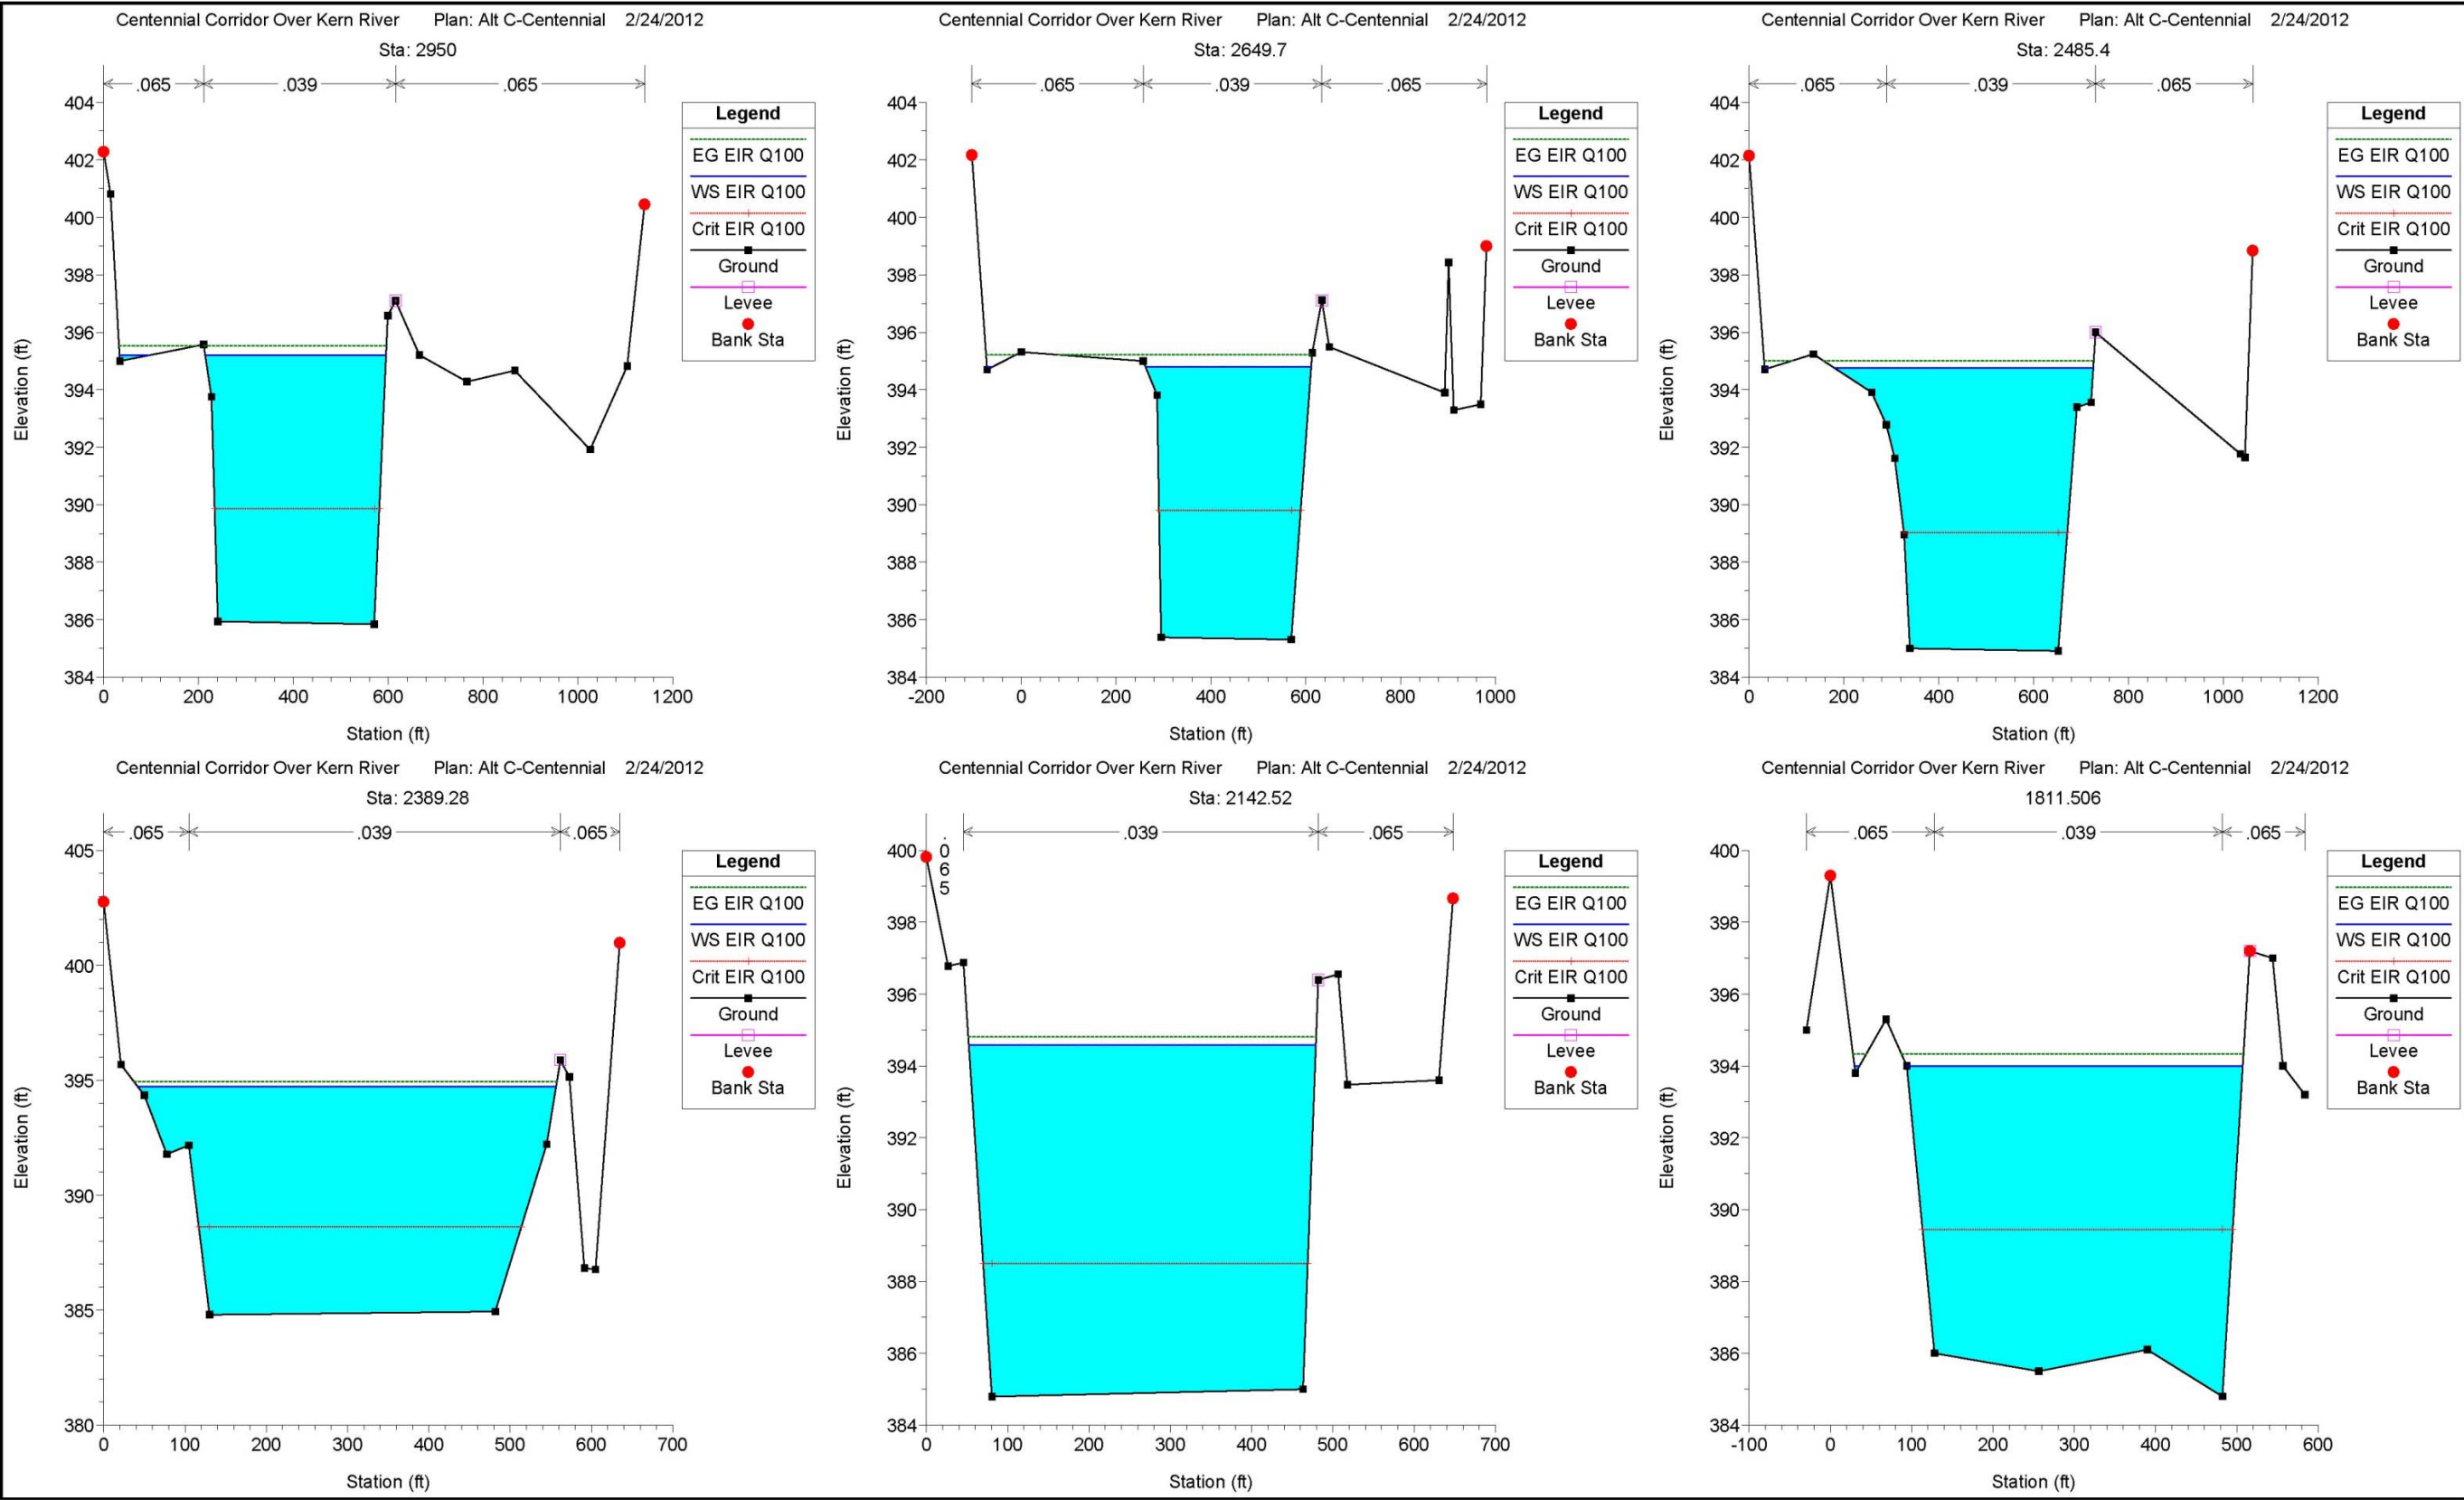 Centennial Corridor Over Kern River Plan: Alt C-Centennial 2/24/2012
Sta: 2950
.065 .039 .065
404
402
400
398
396
394
392
390
388
386
384
Elevation (ft)
0 200 400 600 800 1000 1200
Station (ft)
Legend
EG EIR Q100
WS EIR Q100
Crit EIR Q100
Ground
Levee
Bank Sta
Centennial Corridor Over Kern River Plan: Alt C-Centennial 2/24/2012
Sta: 2649.7
.065 .039 .065
404
402
400
398
396
394
392
390
388
386
384
Elevation (ft)
-200 0 200 400 600 800 1000
Station (ft)
Legend
EG EIR Q100
WS EIR Q100
Crit EIR Q100
Ground
Levee
Bank Sta
Centennial Corridor Over Kern River Plan: Alt C-Centennial 2/24/2012
Sta: 2485.4
.065 .039 .065
404
402
400
398
396
394
392
390
388
386
384
Elevation (ft)
0 200 400 600 800 1000 1200
Station (ft)
Legend
EG EIR Q100
WS EIR Q100
Crit EIR Q100
Ground
Levee
Bank Sta
Centennial Corridor Over Kern River Plan: Alt C-Centennial 2/24/2012
Sta: 2389.28
.065 .039 .065
405
400
395
390
385
380
Elevation (ft)
0 100 200 300 400 500 600 700
Station (ft)
Legend
EG EIR Q100
WS EIR Q100
Crit EIR Q100
Ground
Levee
Bank Sta
Centennial Corridor Over Kern River Plan: Alt C-Centennial 2/24/2012
Sta: 2142.52
.065 .039 .065
400
398
396
394
392
390
388
386
384
Elevation (ft)
0 100 200 300 400 500 600 700
Station (ft)
Legend
EG EIR Q100
WS EIR Q100
Crit EIR Q100
Ground
Levee
Bank Sta
Centennial Corridor Over Kern River Plan: Alt C-Centennial 2/24/2012
1811.506
.065 .039 .065
400
398
396
394
392
390
388
386
384
Elevation (ft)
-100 0 100 200 300 400 500 600
Station (ft)
Legend
EG EIR Q100
WS EIR Q100
Crit EIR Q100
Ground
Levee
Bank Sta